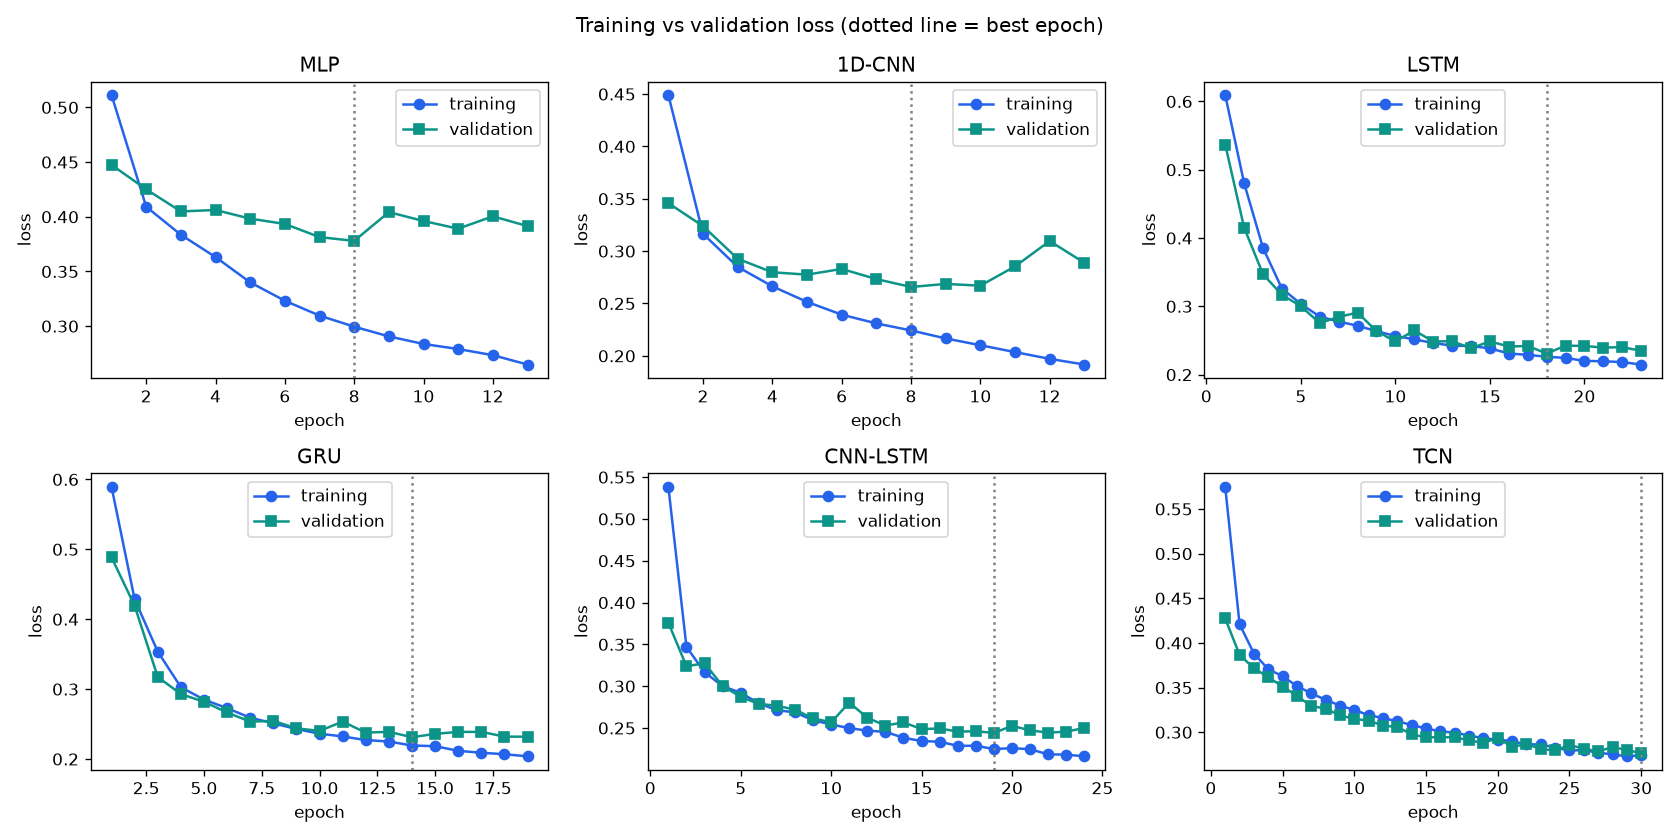 Training vs validation loss (dotted line = best epoch)
MLP
training
validation
0.50
0.45
0.40
0.35
0.30
loss
2 4 6 8 10 12
epoch
1D-CNN
training
validation
0.45
0.40
0.35
0.30
0.25
0.20
loss
2 4 6 8 10 12
epoch
LSTM
training
validation
0.6
0.5
0.4
0.3
0.2
loss
0 5 10 15 20
epoch
GRU
training
validation
0.6
0.5
0.4
0.3
0.2
loss
2.5 5.0 7.5 10.0 12.5 15.0 17.5
epoch
CNN-LSTM
training
validation
0.55
0.50
0.45
0.40
0.35
0.30
0.25
loss
0 5 10 15 20 25
epoch
TCN
training
validation
0.55
0.50
0.45
0.40
0.35
0.30
loss
0 5 10 15 20 25 30
epoch